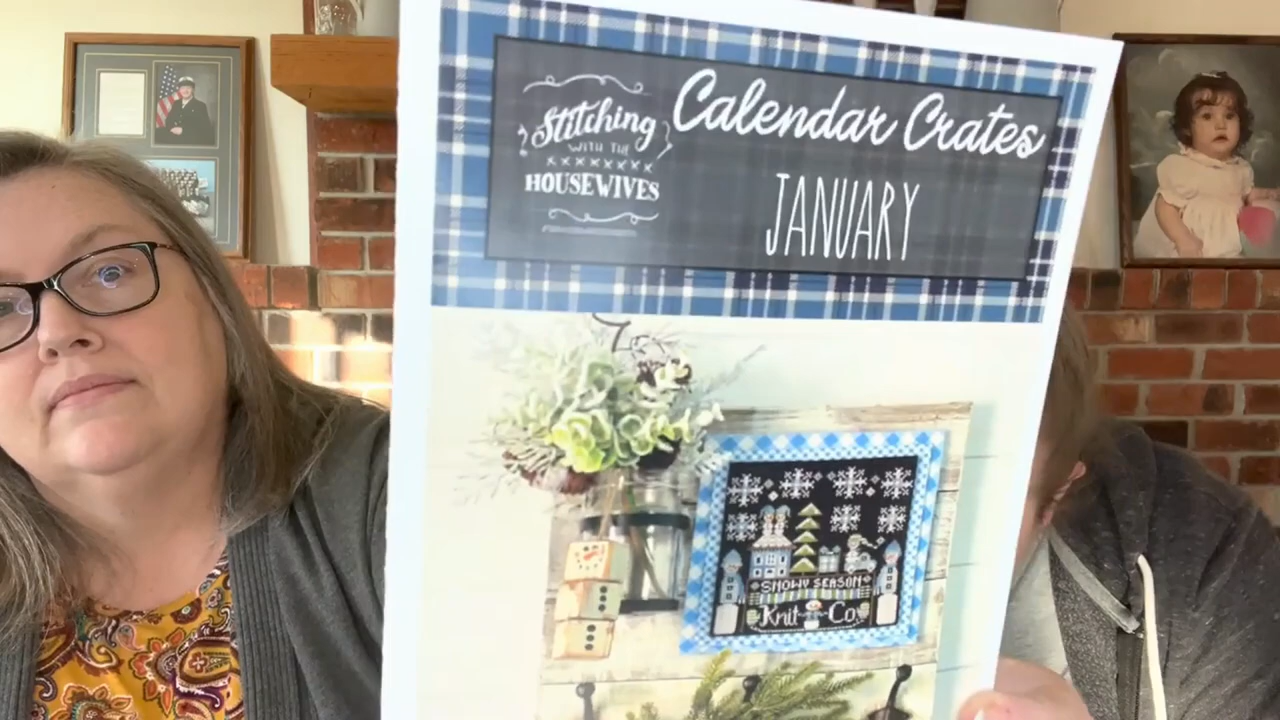 Stitching
WITH THE
HOUSEWIVES
Calendar Crates
JANUARY
SNOWY SEASON
Knit Co